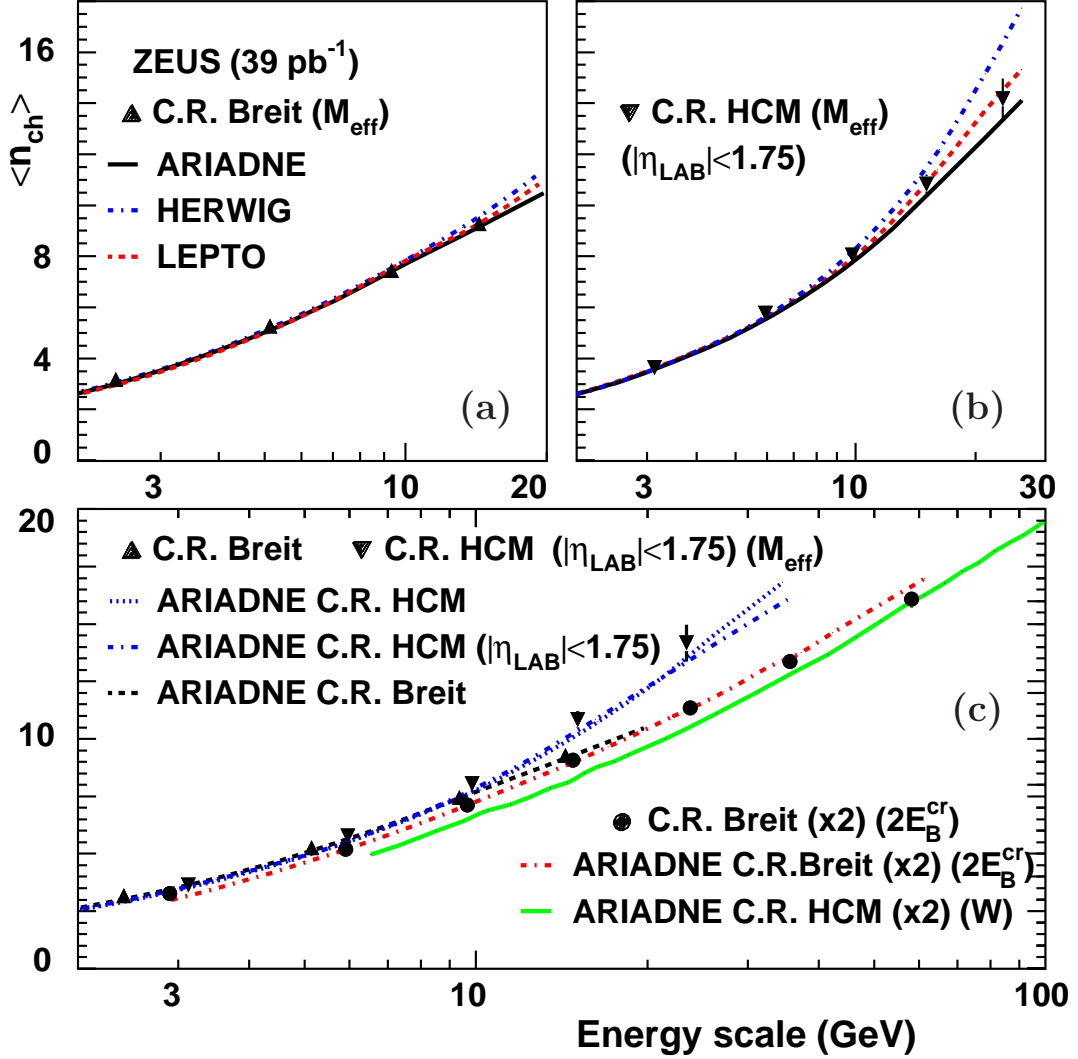 <n_ch>
16
8
4
0
ZEUS (39 pb^-1)
C.R. Breit (M_eff)
ARIADNE
HERWIG
LEPTO
(a)
3
10
20
C.R. HCM (M_eff)
(|η_LAB|<1.75)
(b)
3
10
30
20
10
0
C.R. Breit C.R. HCM (|η_LAB|<1.75) (M_eff)
ARIADNE C.R. HCM
ARIADNE C.R. HCM (|η_LAB|<1.75)
ARIADNE C.R. Breit
(c)
C.R. Breit (x2) (2E_B^cr)
ARIADNE C.R.Breit (x2) (2E_B^cr)
ARIADNE C.R. HCM (x2) (W)
3
10
100
Energy scale (GeV)